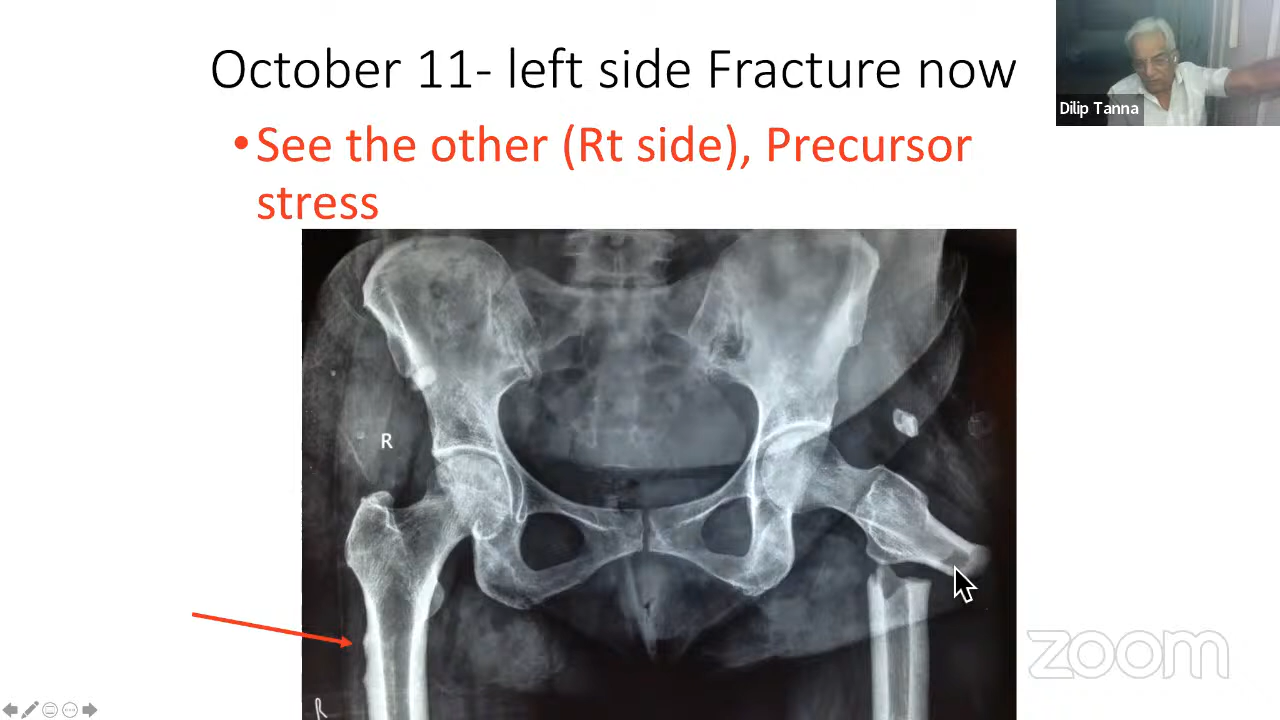 October 11- left side Fracture now
Dilip Tanna
•See the other (Rt side), Precursor
stress
R
R
zoom